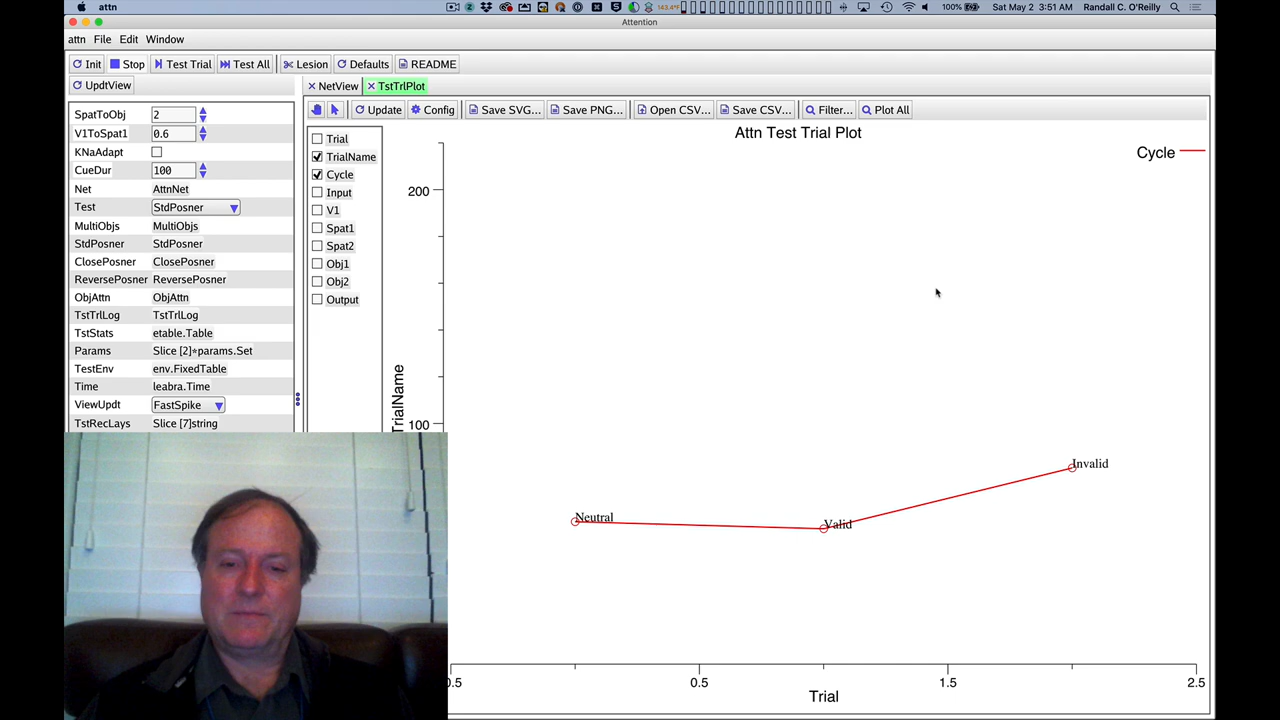 attn
143.4°F
100%
Sat May 2 3:51 AM
Randall C. O'Reilly
Attention
attn File Edit Window
Init Stop Test Trial Test All Lesion Defaults README
UpdtView
NetView TstTrlPlot
Update Config Save SVG... Save PNG... Open CSV... Save CSV... Filter... Plot All
SpatToObj 2
V1ToSpat1 0.6
KNaAdapt
CueDur 100
Net AttnNet
Test StdPosner
MultiObjs MultiObjs
StdPosner StdPosner
ClosePosner ClosePosner
ReversePosner ReversePosner
ObjAttn ObjAttn
TstTrlLog TstTrlLog
TstStats etable.Table
Params Slice [2]*params.Set
TestEnv env.FixedTable
Time leabra.Time
ViewUpdt FastSpike
TstRecLays Slice [7]string
Trial
TrialName
Cycle
Input
V1
Spat1
Spat2
Obj1
Obj2
Output
Attn Test Trial Plot
Cycle
200
100
TrialName
Neutral
Valid
Invalid
0.5 0.5 1.5 2.5
Trial